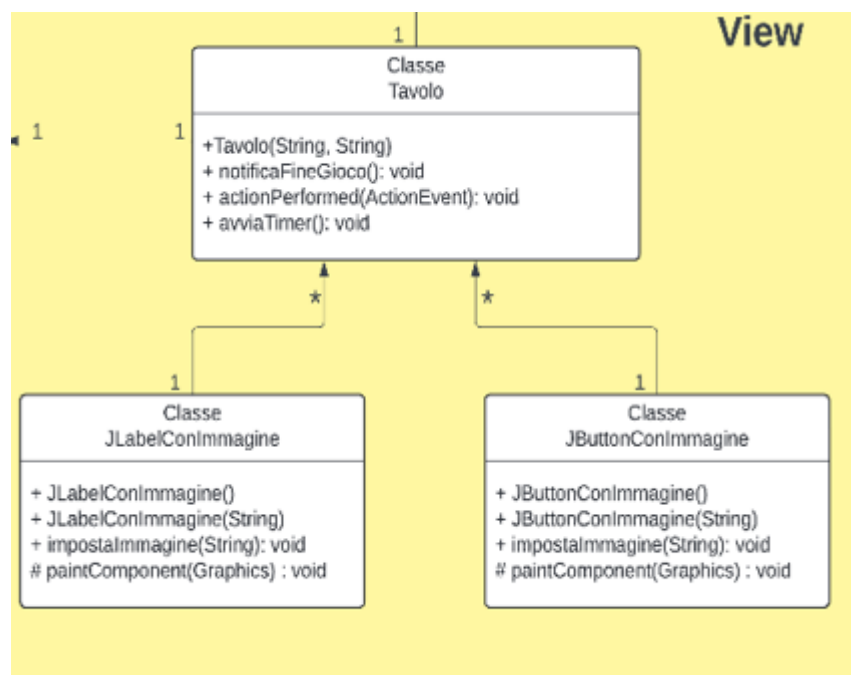 View
1
Classe
Tavolo
1
1
+Tavolo(String, String)
+ notificaFineGioco(): void
+ actionPerformed(ActionEvent): void
+ avviaTimer(): void
*
*
1
1
Classe
JLabelConImmagine
+ JLabelConImmagine()
+ JLabelConImmagine(String)
+ impostaImmagine(String): void
# paintComponent(Graphics) : void
Classe
JButtonConImmagine
+ JButtonConImmagine()
+ JButtonConImmagine(String)
+ impostaImmagine(String): void
# paintComponent(Graphics) : void